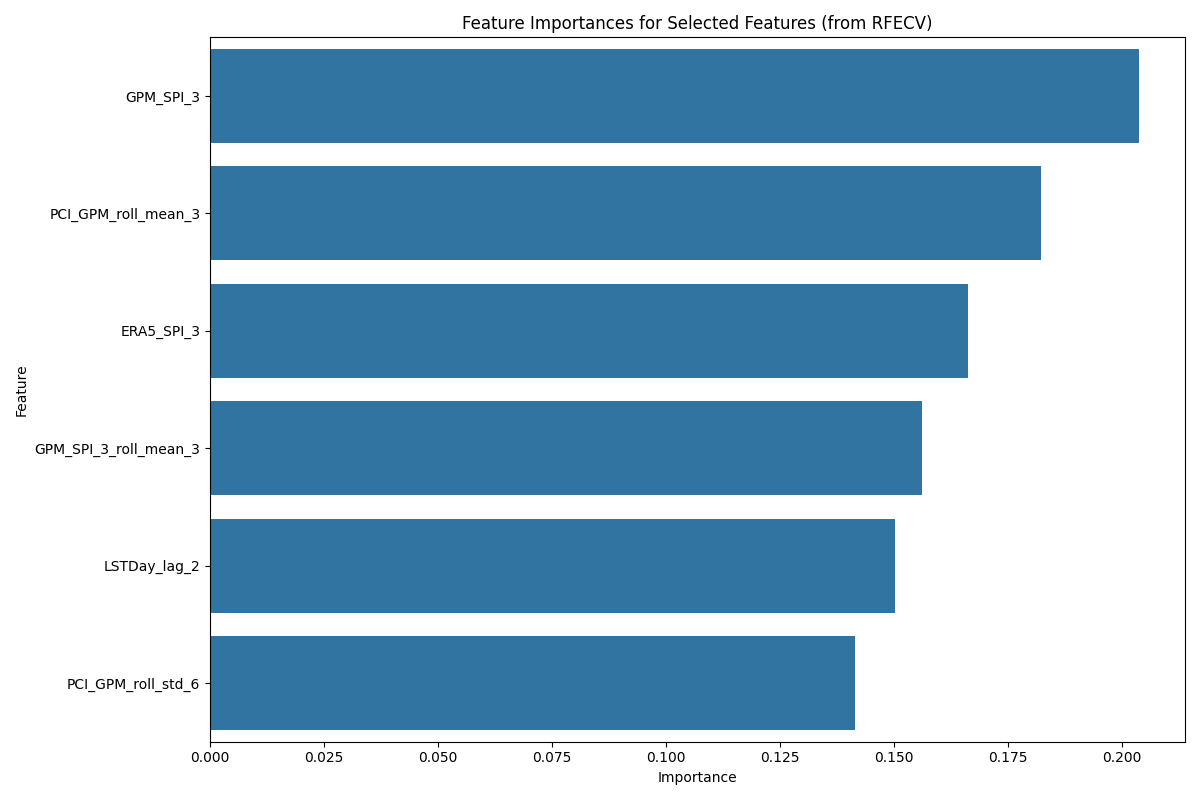 Feature Importances for Selected Features (from RFECV)
GPM_SPI_3
PCI_GPM_roll_mean_3
ERA5_SPI_3
GPM_SPI_3_roll_mean_3
LSTDay_lag_2
PCI_GPM_roll_std_6
Feature
0.000 0.025 0.050 0.075 0.100 0.125 0.150 0.175 0.200
Importance